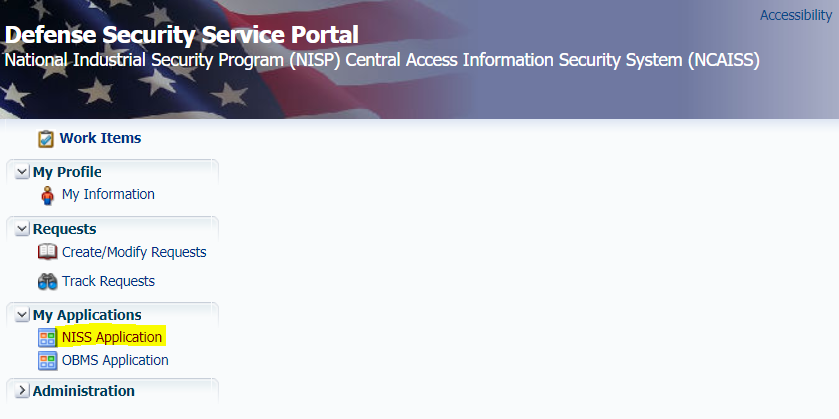 Accessibility
Defense Security Service Portal
National Industrial Security Program (NISP) Central Access Information Security System (NCAISS)
Work Items
My Profile
My Information
Requests
Create/Modify Requests
Track Requests
My Applications
NISS Application
OBMS Application
Administration